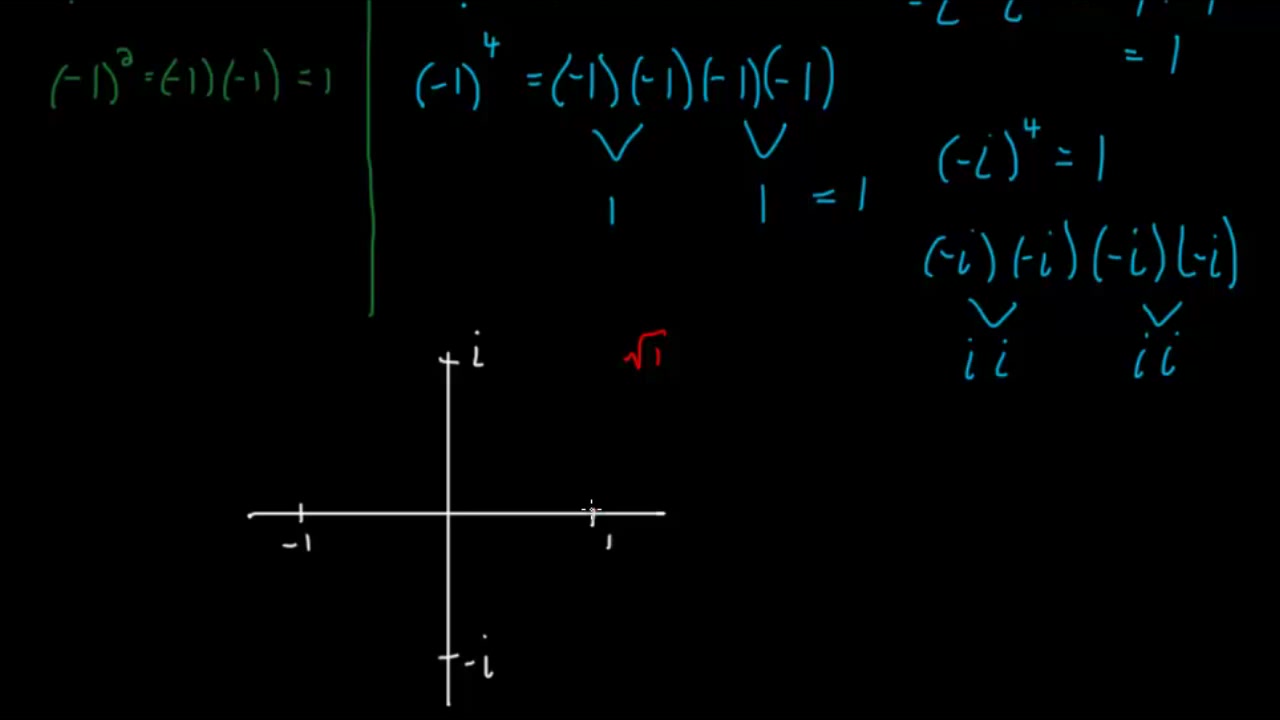 (-1)² = (-1)(-1) = 1
(-1)⁴ = (-1)(-1)(-1)(-1)
1 1 = 1
= 1
(-i)⁴ = 1
(-i)(-i)(-i)(-i)
i i i i
√1
i
-1 1
-i